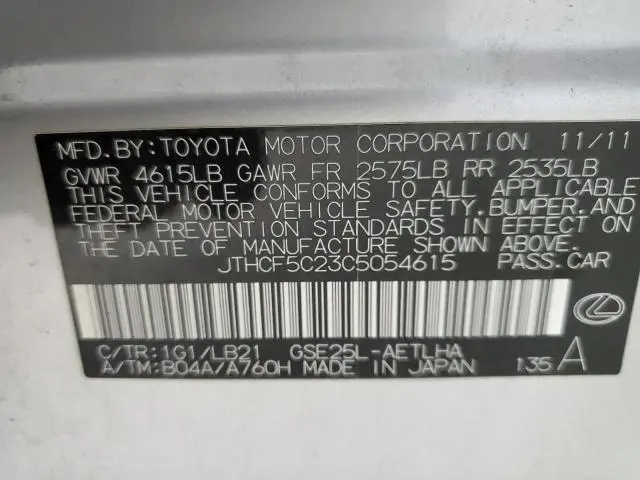 MFD. BY: TOYOTA MOTOR CORPORATION 11/11
GVWR 4615LB GAWR FR 2575LB RR 2535LB
THIS VEHICLE CONFORMS TO ALL APPLICABLE
FEDERAL MOTOR VEHICLE SAFETY, BUMPER, AND
THEFT PREVENTION STANDARDS IN EFFECT ON
THE DATE OF MANUFACTURE SHOWN ABOVE.
JTHCF5C23C5054615 PASS. CAR
C/TR: 1G1/LB21 GSE25L-AETLHA
A/TM: B04A/A760H MADE IN JAPAN 135 A